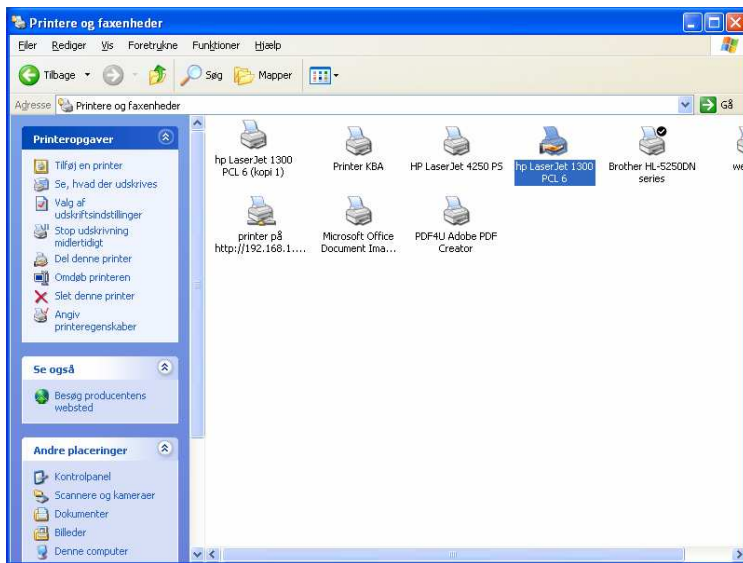 Printere og faxenheder
Filer Rediger Vis Foretrukne Funktioner Hjælp
Tilbage Søg Mapper
Adresse Printere og faxenheder Gå
Printeropgaver
Tilføj en printer
Se, hvad der udskrives
Valg af
udskriftsindstillinger
Stop udskrivning
midlertidigt
Del denne printer
Omdøb printeren
Slet denne printer
Angiv
printeregenskaber
Se også
Besøg producentens
websted
Andre placeringer
Kontrolpanel
Scannere og kameraer
Dokumenter
Billeder
Denne computer
hp LaserJet 1300
PCL 6 (kopi 1)
Printer KBA
HP LaserJet 4250 PS
hp LaserJet 1300
PCL 6
Brother HL-5250DN
series
we
printer på
http://192.168.1....
Microsoft Office
Document Ima...
PDF4U Adobe PDF
Creator